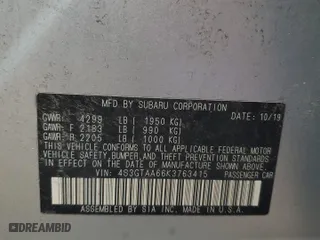 MFD. BY SUBARU CORPORATION
DATE: 10/19
GVWR: 4299 LB ( 1950 KG)
GAWR: F 2183 LB ( 990 KG)
GAWR: B 2205 LB ( 1000 KG)
THIS VEHICLE CONFORMS TO ALL APPLICABLE FEDERAL MOTOR
VEHICLE SAFETY, BUMPER, AND THEFT PREVENTION STANDARDS
IN EFFECT ON THE DATE OF MANUFACTURE SHOWN ABOVE.
VIN: 4S3GTAA66K3763415 PASSENGER CAR
ASSEMBLED BY SIA INC. MADE IN U.S.A.
DREAMBID